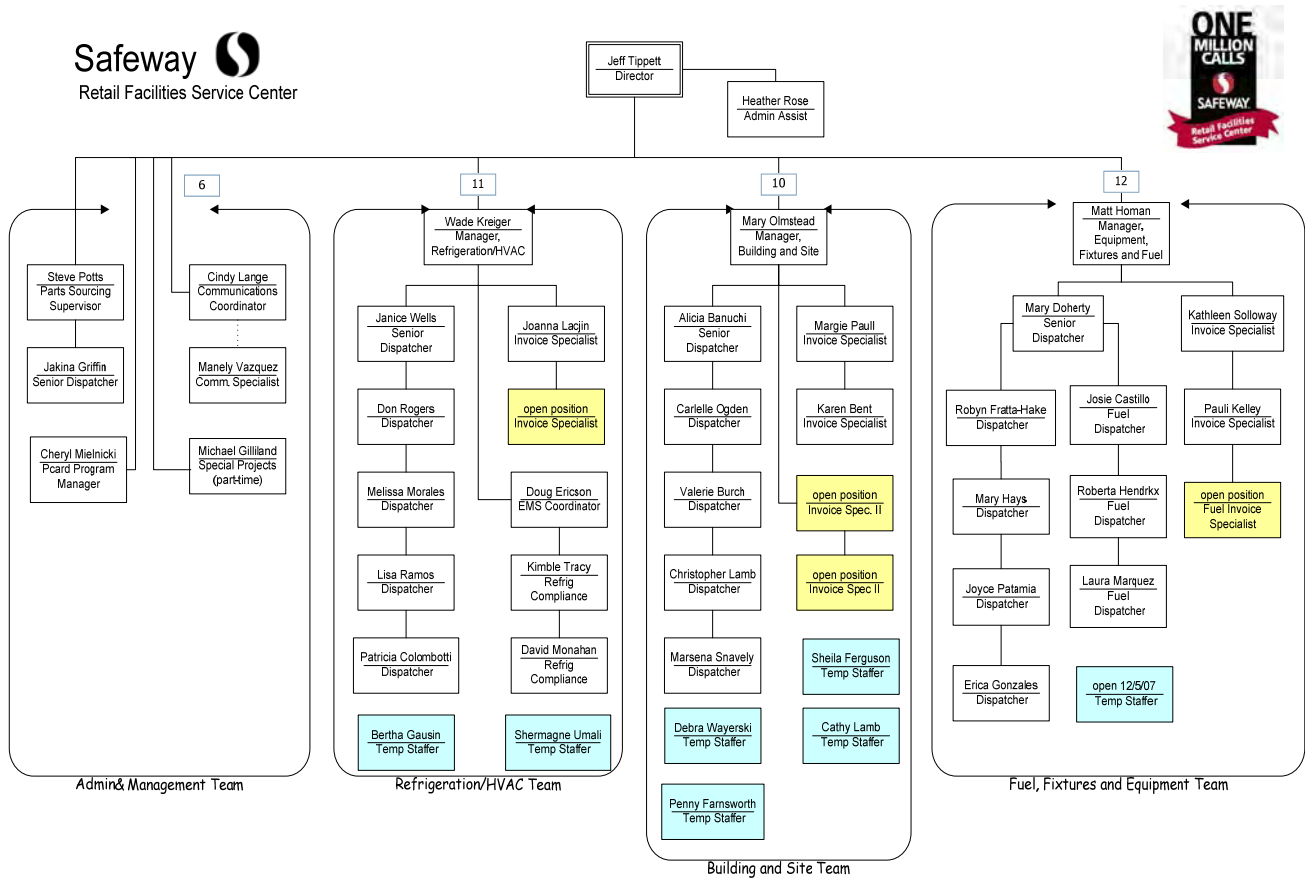 Safeway
Retail Facilities Service Center
Jeff Tippett
Director
Heather Rose
Admin Assist
ONE
MILLION
CALLS
SAFEWAY.
Retail Facilities
Service Center
6
11
10
12
Steve Potts
Parts Sourcing
Supervisor
Jakina Griffin
Senior Dispatcher
Cheryl Mielnicki
Pcard Program
Manager
Cindy Lange
Communications
Coordinator
Manely Vazquez
Comm. Specialist
Michael Gilliland
Special Projects
(part-time)
Admin& Management Team
Wade Kreiger
Manager,
Refrigeration/HVAC
Janice Wells
Senior
Dispatcher
Don Rogers
Dispatcher
Melissa Morales
Dispatcher
Lisa Ramos
Dispatcher
Patricia Colombotti
Dispatcher
Bertha Gausin
Temp Staffer
Joanna Lacjin
Invoice Specialist
open position
Invoice Specialist
Doug Ericson
EMS Coordinator
Kimble Tracy
Refrig
Compliance
David Monahan
Refrig
Compliance
Shermagne Umali
Temp Staffer
Refrigeration/HVAC Team
Mary Olmstead
Manager,
Building and Site
Alicia Banuchi
Senior
Dispatcher
Carlelle Ogden
Dispatcher
Valerie Burch
Dispatcher
Christopher Lamb
Dispatcher
Marsena Snavely
Dispatcher
Debra Wayerski
Temp Staffer
Penny Farnsworth
Temp Staffer
Margie Paull
Invoice Specialist
Karen Bent
Invoice Specialist
open position
Invoice Spec. II
open position
Invoice Spec II
Sheila Ferguson
Temp Staffer
Cathy Lamb
Temp Staffer
Building and Site Team
Matt Homan
Manager,
Equipment,
Fixtures and Fuel
Mary Doherty
Senior
Dispatcher
Robyn Fratta-Hake
Dispatcher
Mary Hays
Dispatcher
Joyce Patamia
Dispatcher
Erica Gonzales
Dispatcher
Josie Castillo
Fuel
Dispatcher
Roberta Hendrkx
Fuel
Dispatcher
Laura Marquez
Fuel
Dispatcher
open 12/5/07
Temp Staffer
Kathleen Solloway
Invoice Specialist
Pauli Kelley
Invoice Specialist
open position
Fuel Invoice
Specialist
Fuel, Fixtures and Equipment Team